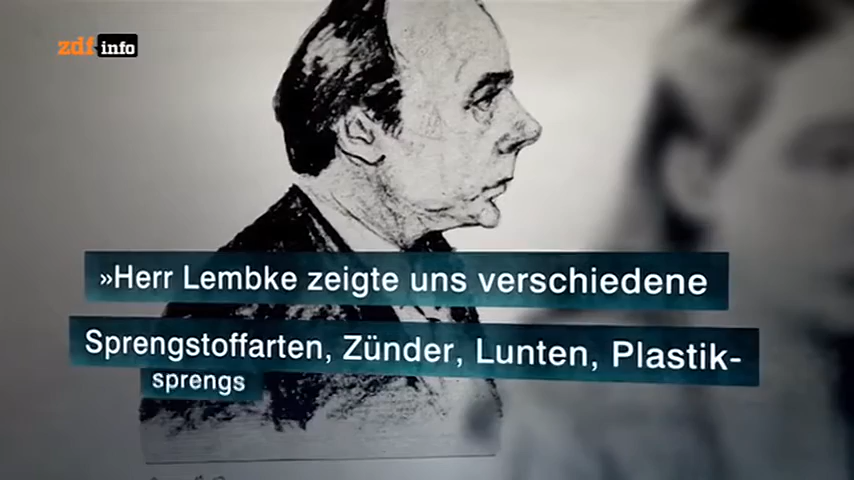 zdf info
»Herr Lembke zeigte uns verschiedene
Sprengstoffarten, Zünder, Lunten, Plastik-
sprengs